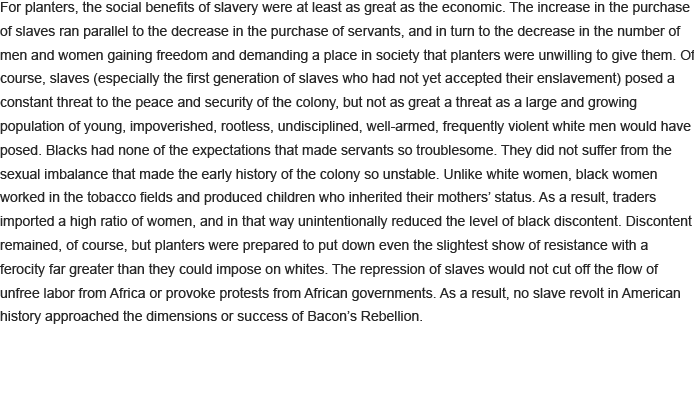 For planters, the social benefits of slavery were at least as great as the economic. The increase in the purchase
of slaves ran parallel to the decrease in the purchase of servants, and in turn to the decrease in the number of
men and women gaining freedom and demanding a place in society that planters were unwilling to give them. Of
course, slaves (especially the first generation of slaves who had not yet accepted their enslavement) posed a
constant threat to the peace and security of the colony, but not as great a threat as a large and growing
population of young, impoverished, rootless, undisciplined, well-armed, frequently violent white men would have
posed. Blacks had none of the expectations that made servants so troublesome. They did not suffer from the
sexual imbalance that made the early history of the colony so unstable. Unlike white women, black women
worked in the tobacco fields and produced children who inherited their mothers’ status. As a result, traders
imported a high ratio of women, and in that way unintentionally reduced the level of black discontent. Discontent
remained, of course, but planters were prepared to put down even the slightest show of resistance with a
ferocity far greater than they could impose on whites. The repression of slaves would not cut off the flow of
unfree labor from Africa or provoke protests from African governments. As a result, no slave revolt in American
history approached the dimensions or success of Bacon’s Rebellion.